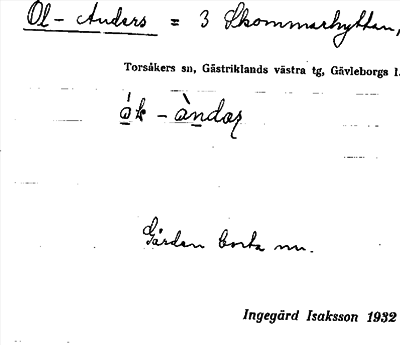 Ol-Anders = 3 Skommarhyttan,
Torsåkers sn, Gästriklands västra tg, Gävleborgs l.
Gården borta nu.
Ingegärd Isaksson 1932